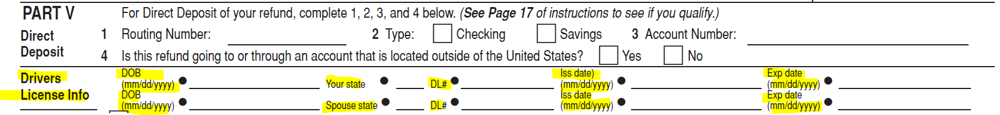 PART V For Direct Deposit of your refund, complete 1, 2, 3, and 4 below. (See Page 17 of instructions to see if you qualify.)
Direct Deposit
1 Routing Number: 2 Type: Checking Savings 3 Account Number:
4 Is this refund going to or through an account that is located outside of the United States? Yes No
Drivers License Info
DOB (mm/dd/yyyy) ● Your state ● DL# ● Iss date) (mm/dd/yyyy) ● Exp date (mm/dd/yyyy) ●
DOB (mm/dd/yyyy) ● Spouse state ● DL# ● Iss date (mm/dd/yyyy) ● Exp date (mm/dd/yyyy) ●